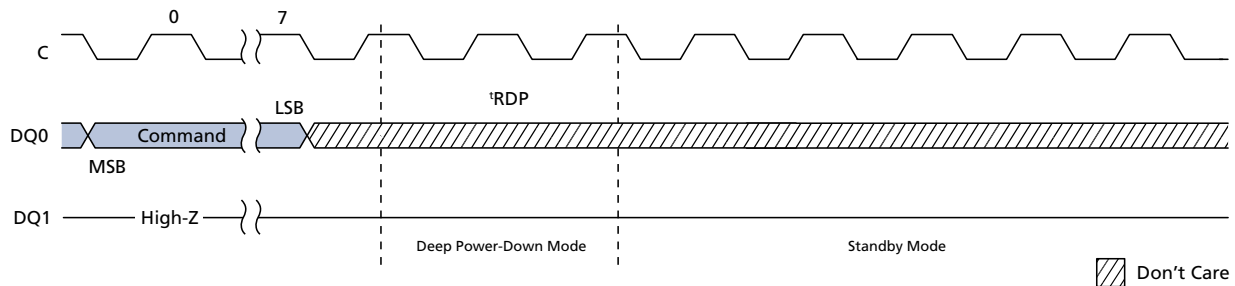 0 7
C
ᵗRDP
LSB
DQ0 Command
MSB
DQ1 High-Z
Deep Power-Down Mode Standby Mode
Don't Care